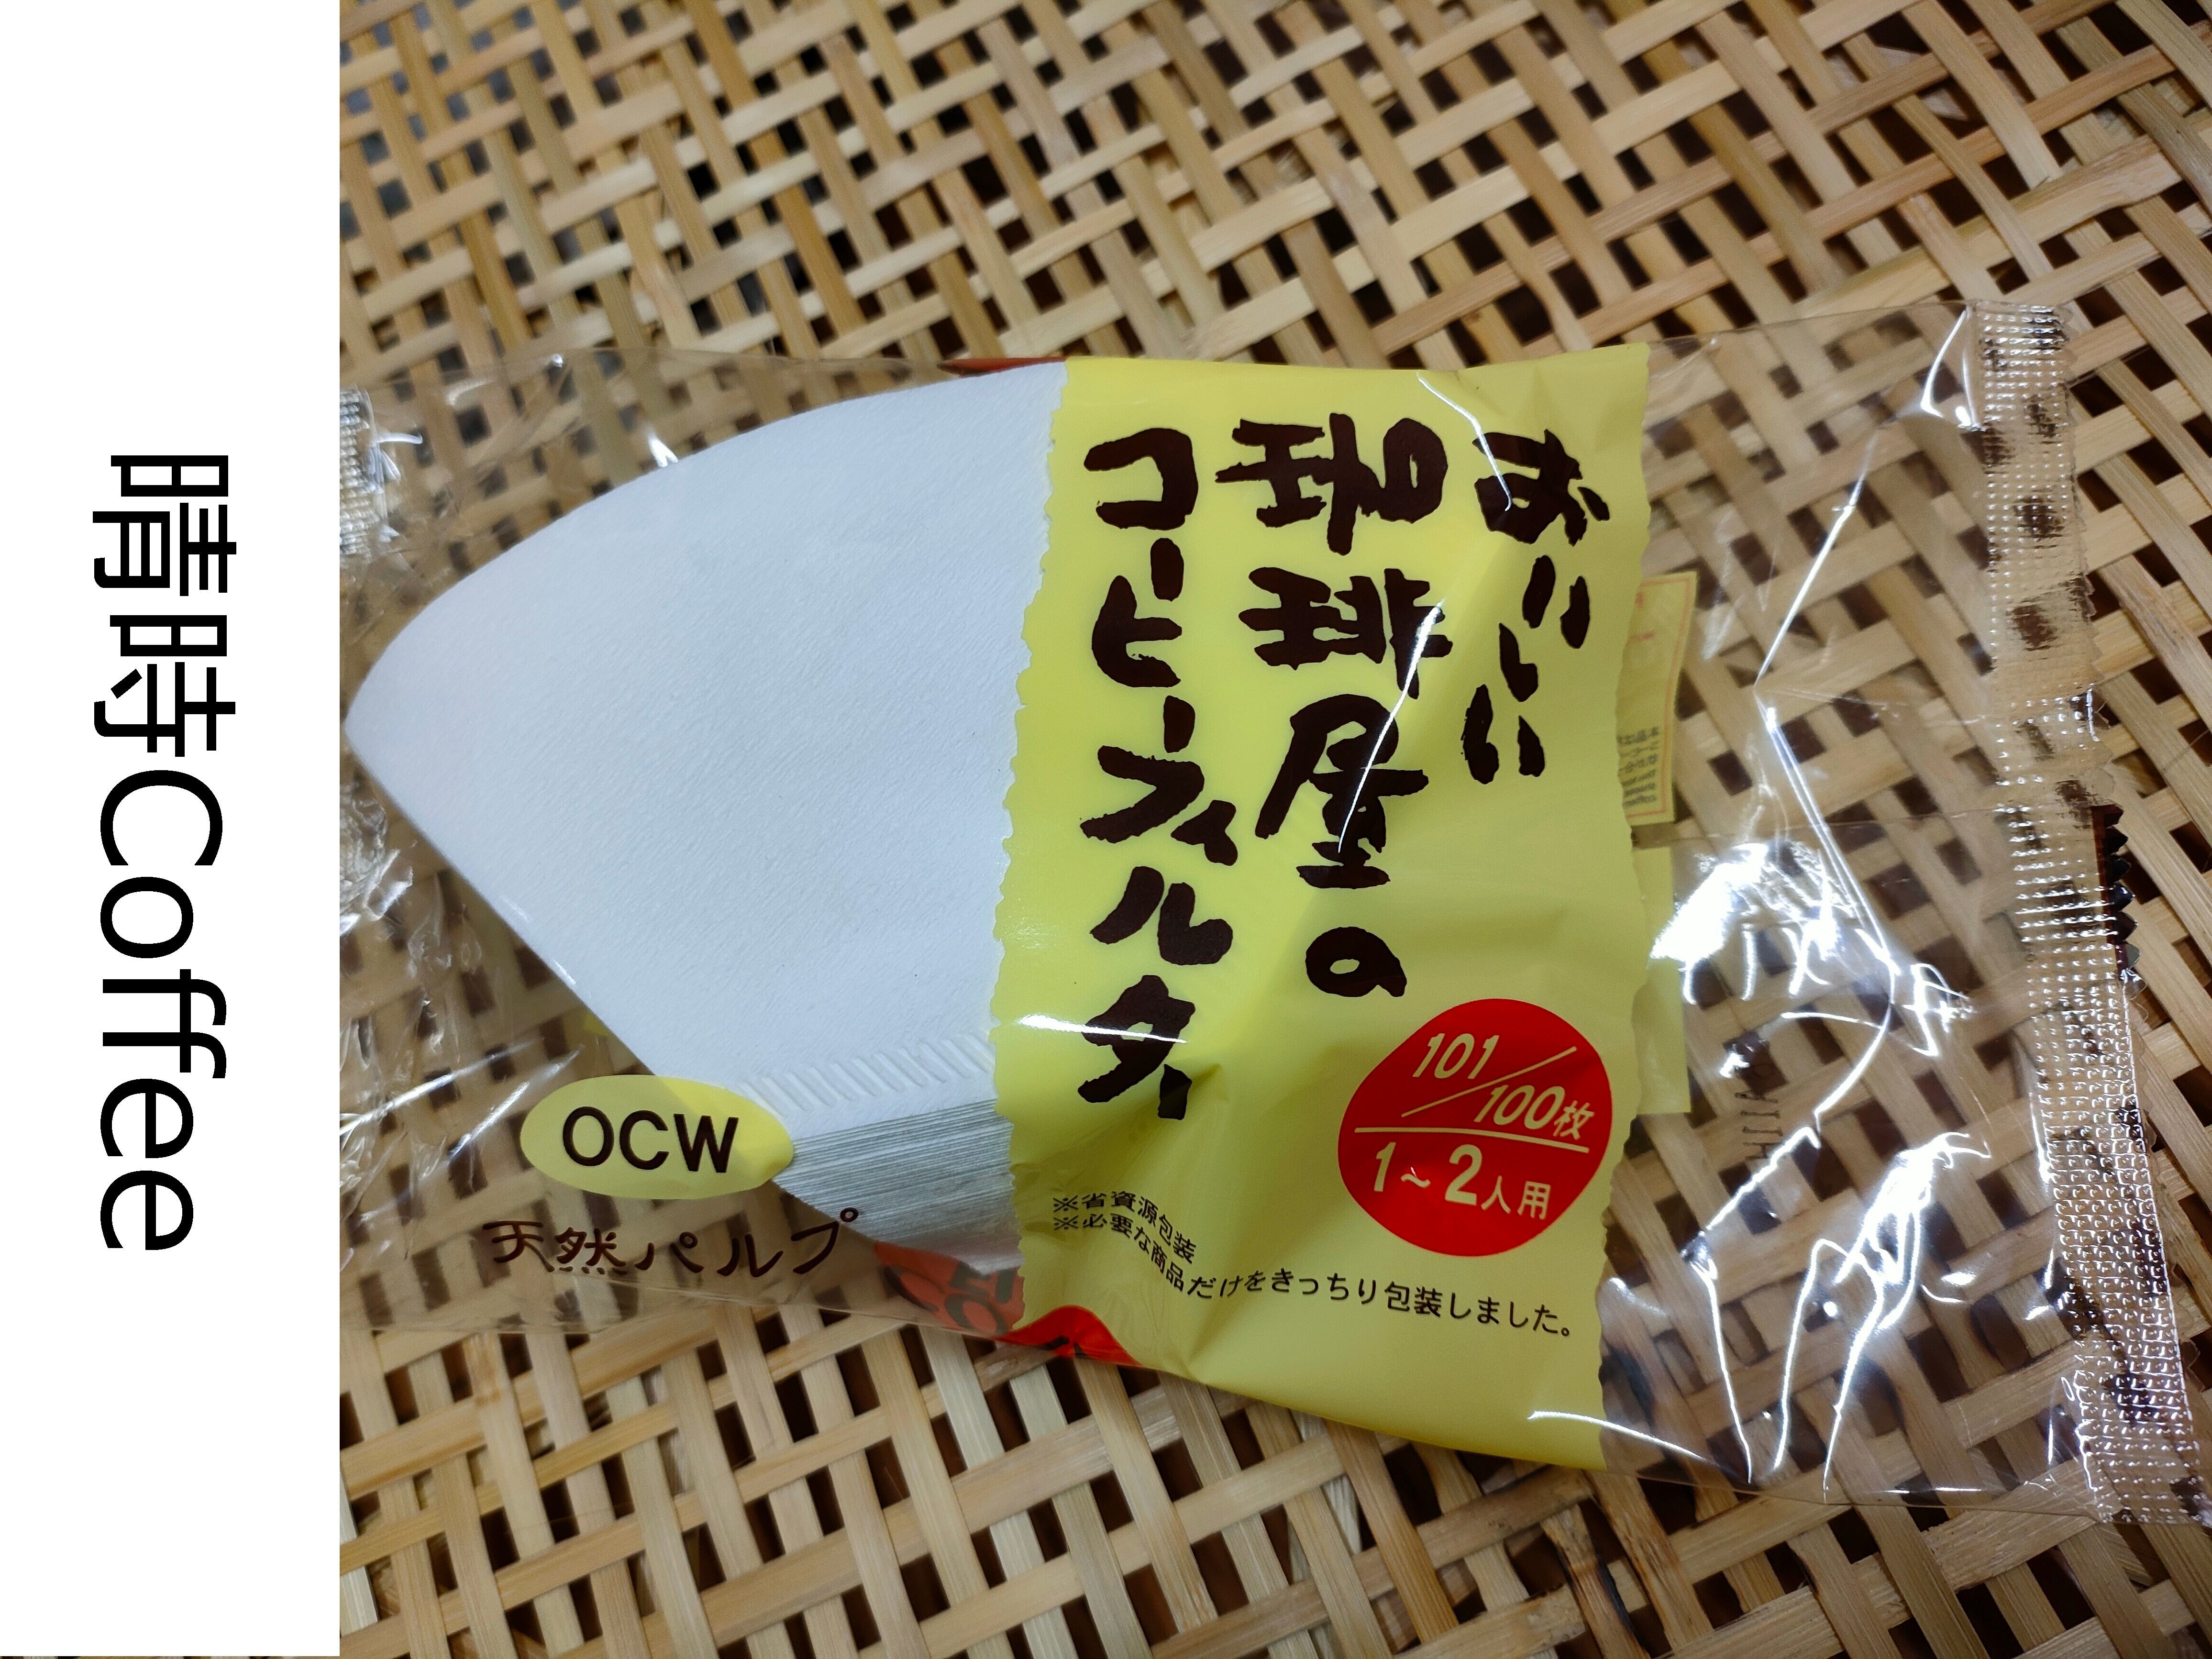 晴時Coffee
おいしい
珈琲屋の
コーヒーフィルター
101/100枚
1~2人用
OCW
天然パルプ
※省資源包装
※必要な商品だけをきっちり包装しました。